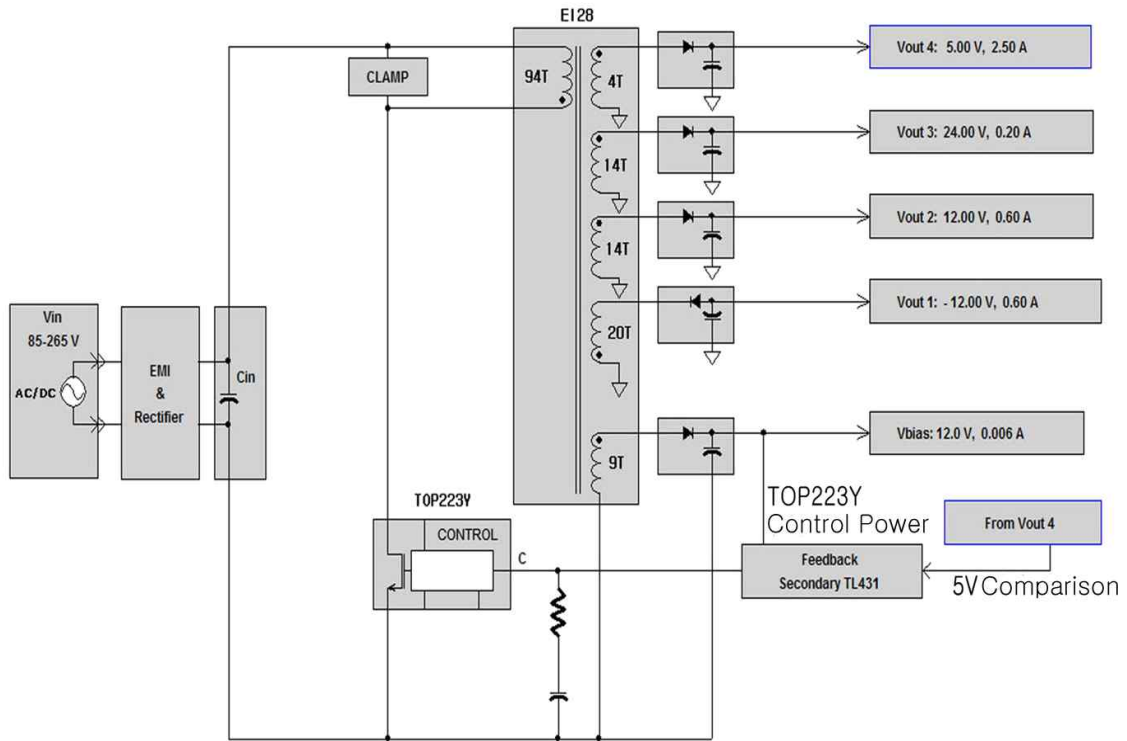 EI28
CLAMP
94T
4T
Vout 4: 5.00 V, 2.50 A
14T
Vout 3: 24.00 V, 0.20 A
14T
Vout 2: 12.00 V, 0.60 A
20T
Vout 1: - 12.00 V, 0.60 A
Vin
85-265 V
AC/DC
EMI
&
Rectifier
Cin
9T
Vbias: 12.0 V, 0.006 A
TOP223Y
CONTROL
C
TOP223Y
Control Power
From Vout 4
Feedback
Secondary TL431
5V Comparison